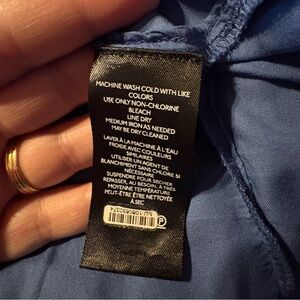 MACHINE WASH COLD WITH LIKE
COLORS
USE ONLY NON-CHLORINE
BLEACH
LINE DRY
MEDIUM IRON AS NEEDED
MAY BE DRY CLEANED
LAVER À LA MACHINE À L'EAU
FROIDE AVEC COULEURS
SIMILAIRES
UTILISER UN AGENT DE
BLANCHIMENT SANS CHLORE SI
NÉCESSAIRE
SUSPENDRE POUR SÉCHER
REPASSER, AU BESOIN, À TRÈS
MOYENNE TEMPÉRATURE
PEUT-ÊTRE ÊTRE NETTOYÉE
À SEC
P